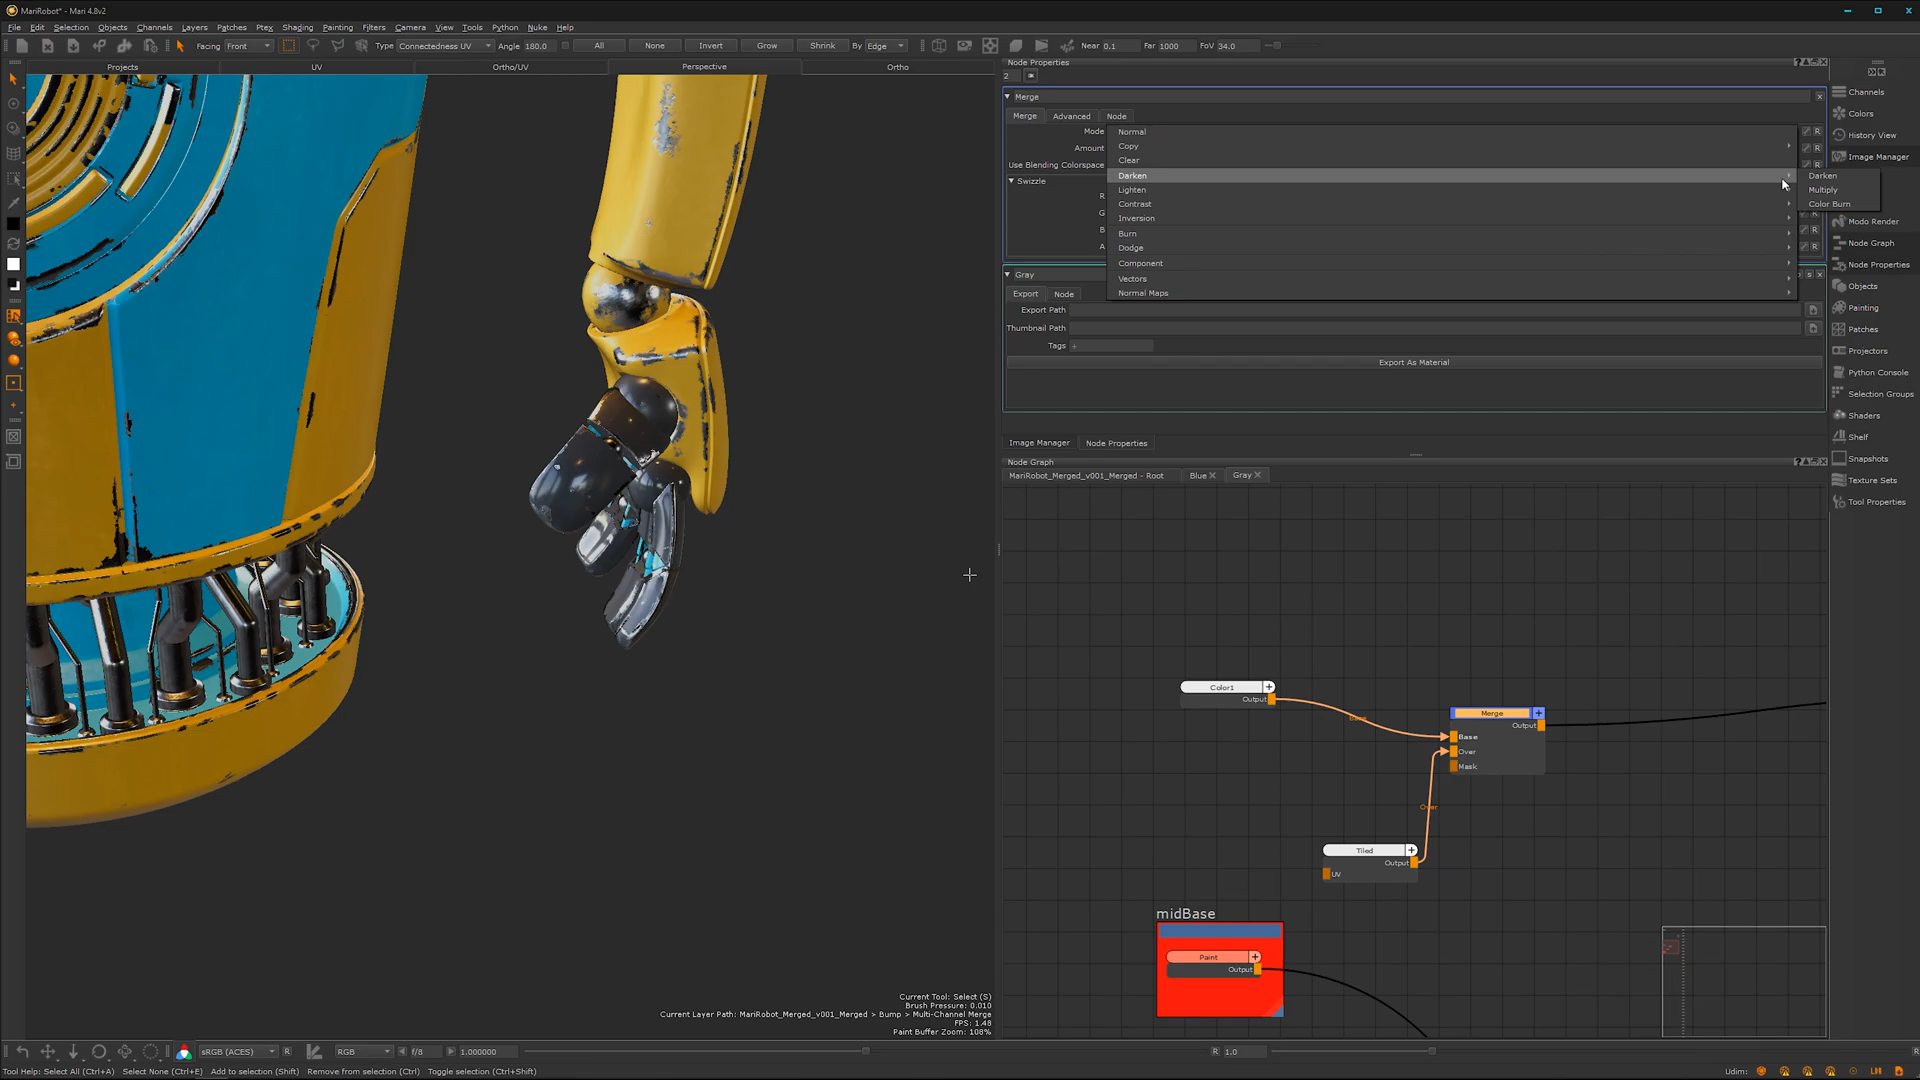 MariRobot* - Mari 4.8v2
File Edit Selection Objects Channels Layers Patches Ptex Shading Painting Filters Camera View Tools Python Nuke Help
Facing Front Type Connectedness UV Angle 180.0 All None Invert Grow Shrink By Edge Near 0.1 Far 1000 FoV 34.0
Projects UV Ortho/UV Perspective Ortho
Node Properties
2
Merge
Merge Advanced Node
Mode
Amount
Use Blending Colorspace
Swizzle
R
G
B
A
Normal
Copy
Clear
Darken
Lighten
Contrast
Inversion
Burn
Dodge
Component
Vectors
Normal Maps
Darken
Multiply
Color Burn
R
R
R
R
R
R
Gray
Export Node
Export Path
Thumbnail Path
Tags +
Export As Material
Image Manager Node Properties
Node Graph
MariRobot_Merged_v001_Merged - Root Blue Gray
Color1
Output
Base
Merge
Output
Base
Over
Mask
Over
Tiled
Output
UV
midBase
Paint
Output
Channels
Colors
History View
Image Manager
Modo Render
Node Graph
Node Properties
Objects
Painting
Patches
Projectors
Python Console
Selection Groups
Shaders
Shelf
Snapshots
Texture Sets
Tool Properties
Current Tool: Select (S)
Brush Pressure: 0.010
Current Layer Path: MariRobot_Merged_v001_Merged > Bump > Multi-Channel Merge
FPS: 1.48
Paint Buffer Zoom: 108%
sRGB (ACES) R RGB f/8 1.000000 R 1.0 R
Tool Help: Select All (Ctrl+A) Select None (Ctrl+E) Add to selection (Shift) Remove from selection (Ctrl) Toggle selection (Ctrl+Shift) Udim: